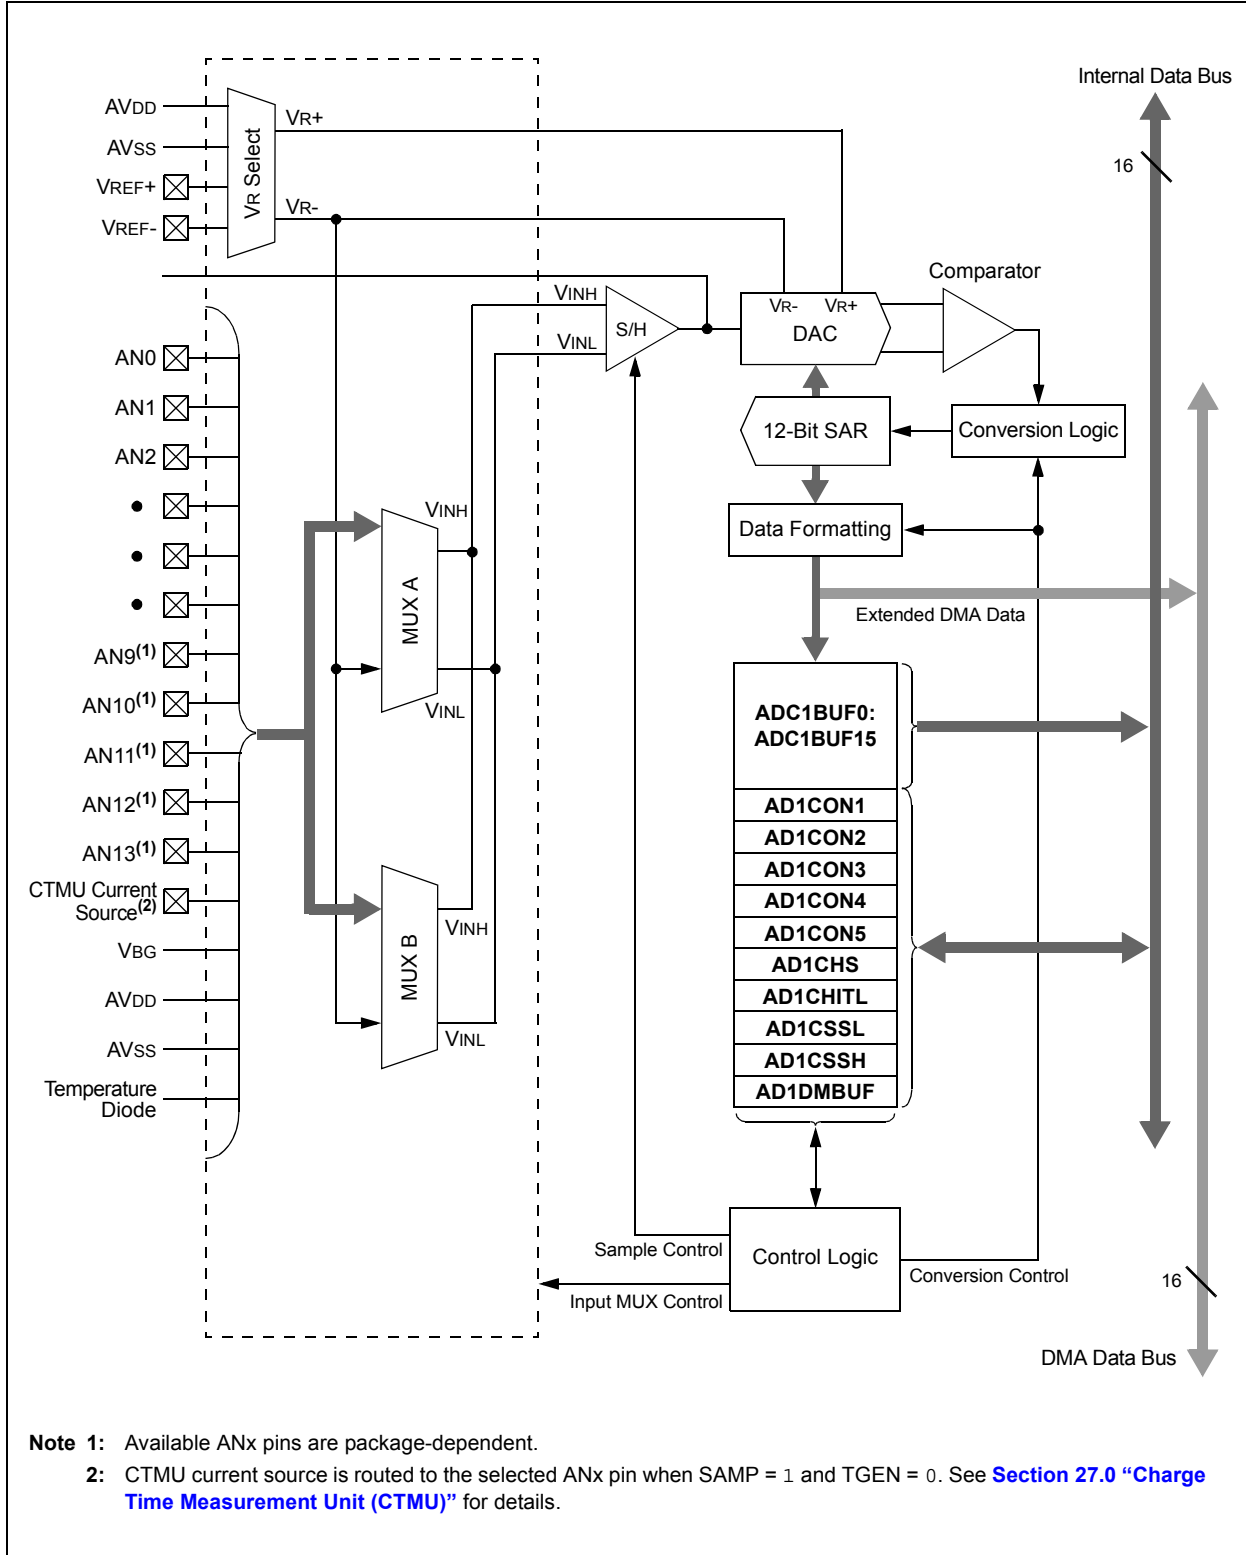 Internal Data Bus
AVDD
VR+
AVSS
16
VREF+
VR Select
VR-
VREF-
Comparator
VINH
VR- VR+
S/H
DAC
VINL
AN0
AN1
12-Bit SAR
Conversion Logic
AN2
•
VINH
Data Formatting
•
MUX A
•
Extended DMA Data
AN9(1)
AN10(1)
VINL
ADC1BUF0:
ADC1BUF15
AN11(1)
AN12(1)
AD1CON1
AD1CON2
AN13(1)
AD1CON3
CTMU Current
Source(2)
AD1CON4
VINH
AD1CON5
VBG
MUX B
AD1CHS
AVDD
AD1CHITL
AD1CSSL
VINL
AVSS
AD1CSSH
Temperature
Diode
AD1DMBUF
Sample Control
Control Logic
Conversion Control
16
Input MUX Control
DMA Data Bus
Note 1: Available ANx pins are package-dependent.
2: CTMU current source is routed to the selected ANx pin when SAMP = 1 and TGEN = 0. See Section 27.0 “Charge
Time Measurement Unit (CTMU)” for details.